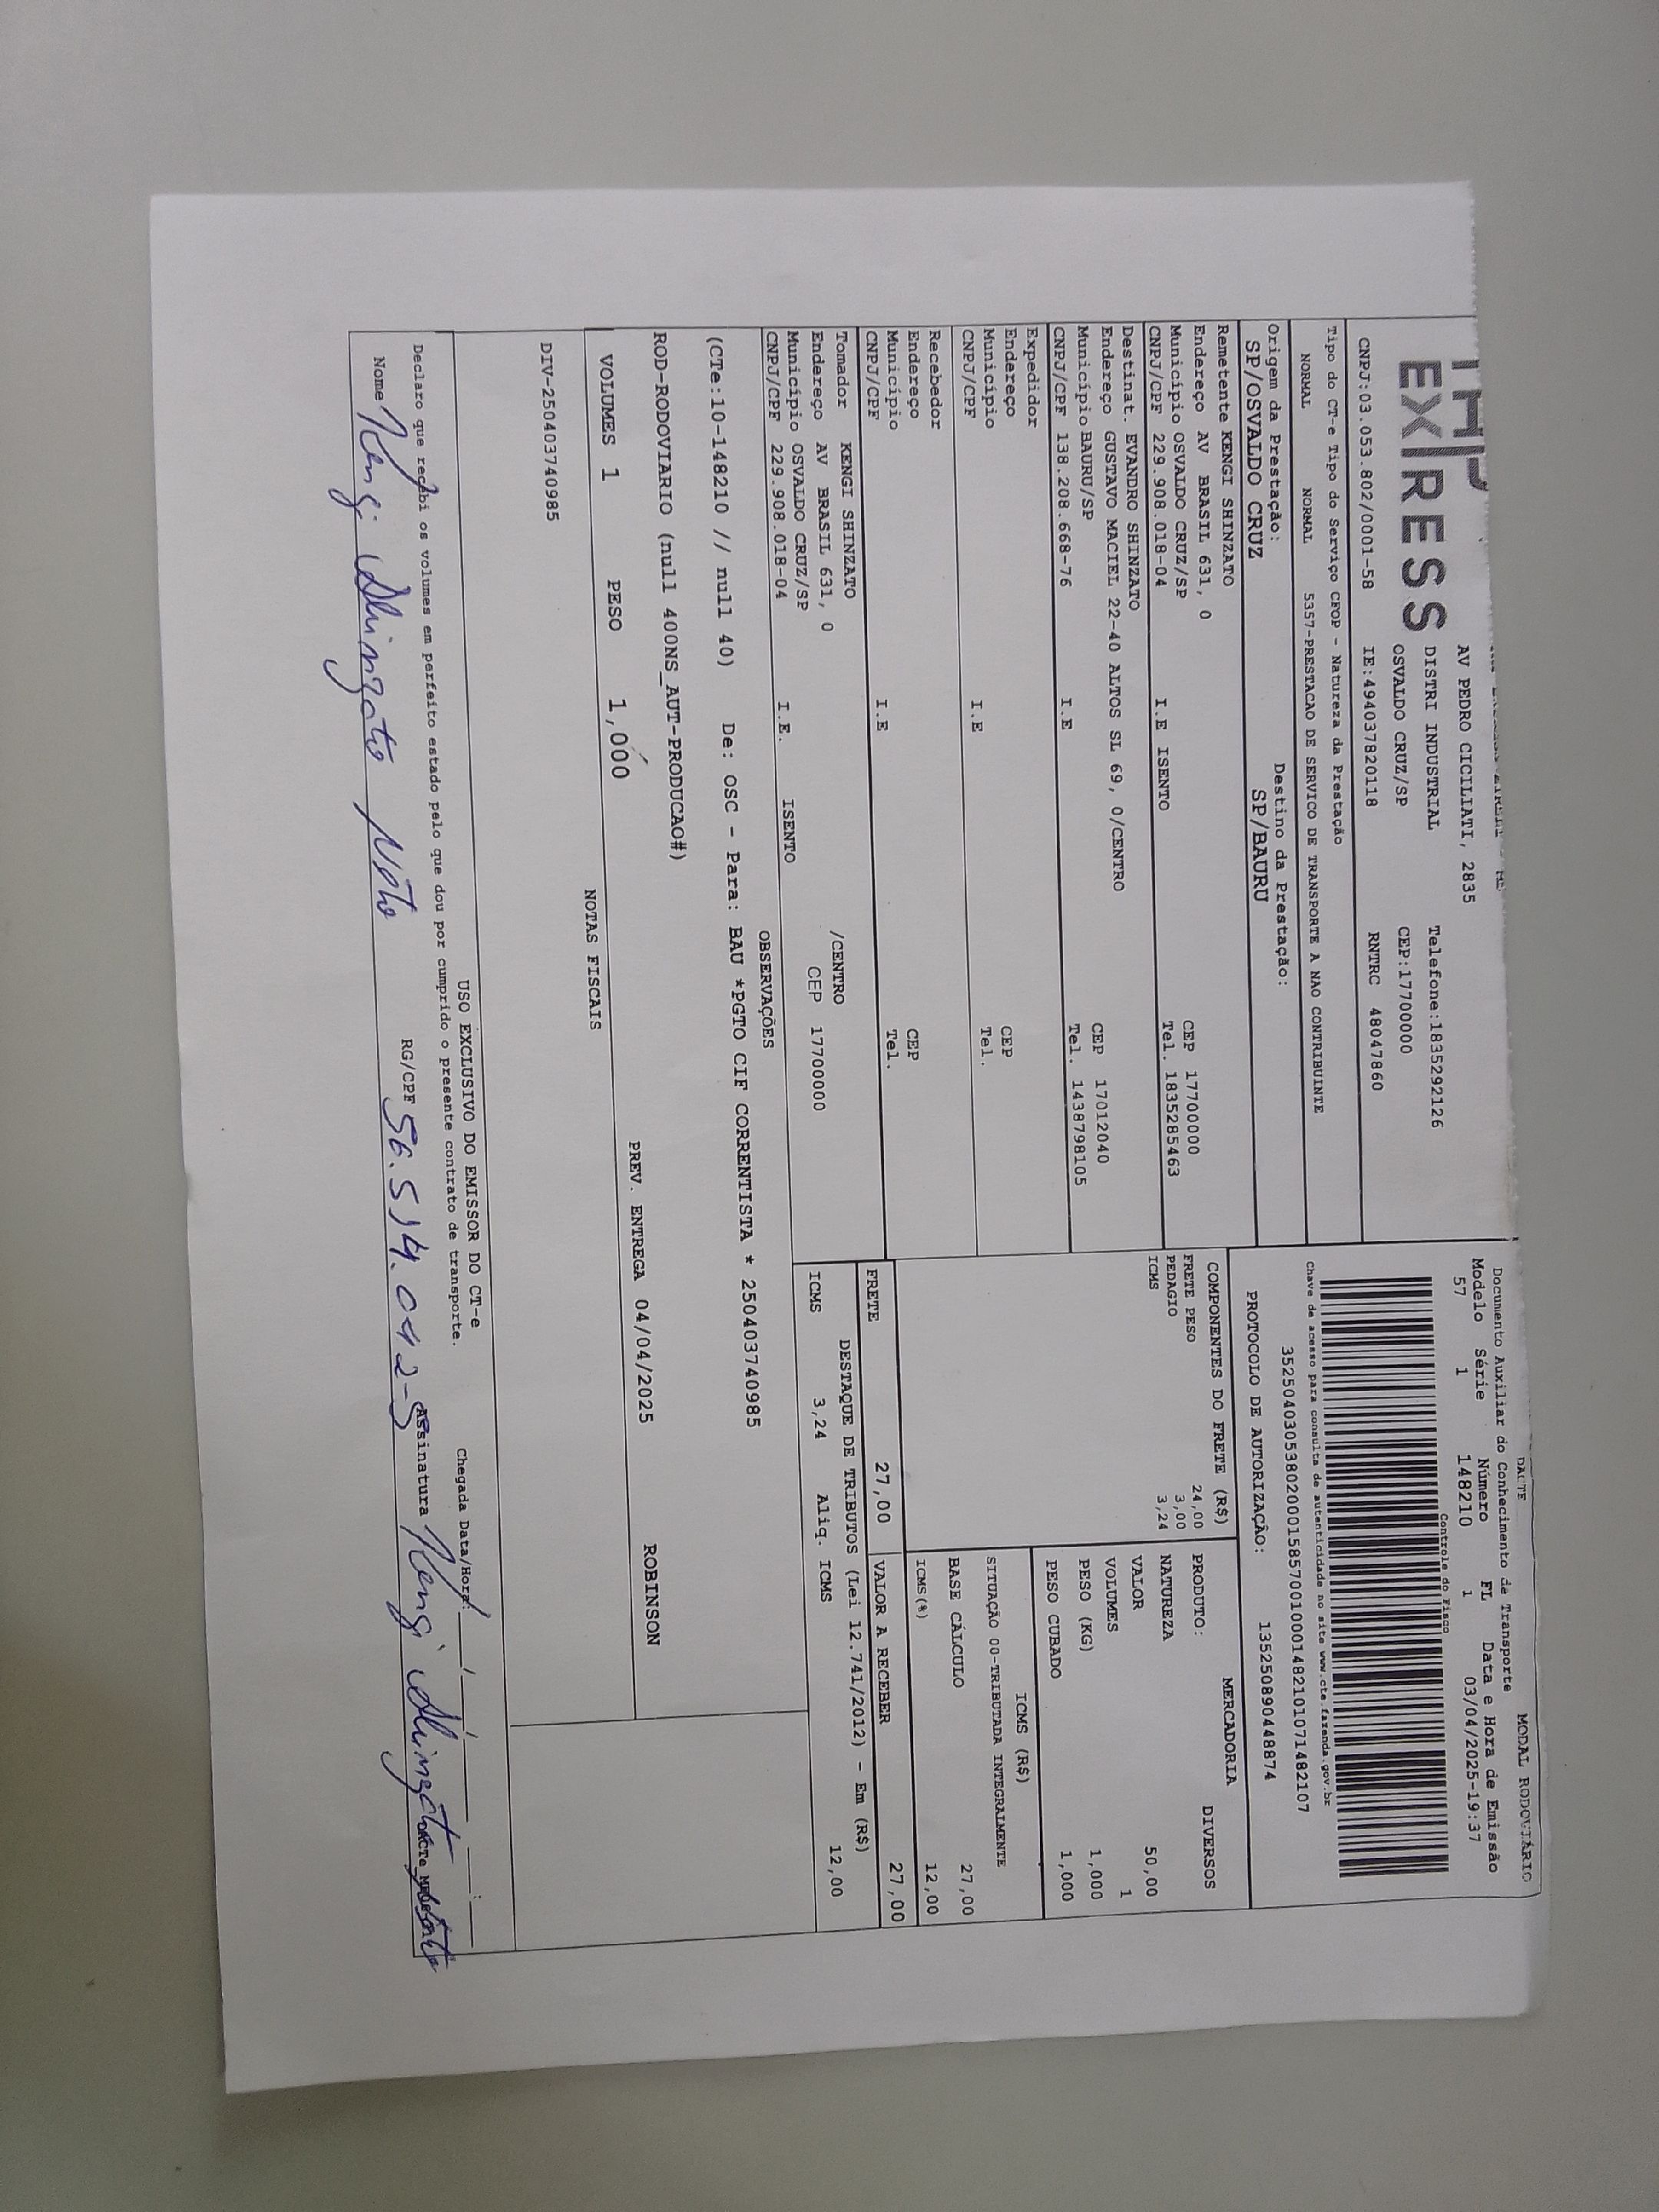 EXPRESS
AV PEDRO CICILIATI, 2835
DISTRI INDUSTRIAL Telefone:1835292126
OSVALDO CRUZ/SP CEP:17700000
CNPJ:03.053.802/0001-58 IE:494037820118 RNTRC 48047860
Tipo do CT-e Tipo do Serviço CFOP - Natureza da Prestação
NORMAL NORMAL 5357-PRESTACAO DE SERVICO DE TRANSPORTE A NAO CONTRIBUINTE
Origem da Prestação: Destino da Prestação:
SP/OSVALDO CRUZ SP/BAURU
Remetente KENGI SHINZATO
Endereço AV BRASIL 631, 0 CEP 17700000
Município OSVALDO CRUZ/SP Tel. 1835285463
CNPJ/CPF 229.908.018-04 I.E ISENTO
Destinat. EVANDRO SHINZATO
Endereço GUSTAVO MACIEL 22-40 ALTOS SL 69, 0/CENTRO
Município BAURU/SP CEP 17012040
CNPJ/CPF 138.208.668-76 I.E Tel. 1438798105
Expedidor
Endereço
Município CEP
CNPJ/CPF I.E Tel.
Recebedor
Endereço
Município CEP
CNPJ/CPF I.E Tel.
Tomador KENGI SHINZATO
Endereço AV BRASIL 631, 0 /CENTRO
Município OSVALDO CRUZ/SP CEP 17700000
CNPJ/CPF 229.908.018-04 I.E. ISENTO
DACTE MODAL RODOVIÁRIO
Documento Auxiliar do Conhecimento de Transporte
Modelo Série Número FL Data e Hora de Emissão
57 1 148210 1 03/04/2025-19:37
Controle do Fisco
Chave de acesso para consulta de autenticidade no site www.cte.fazenda.gov.br
35250403053802000158570010001482101071482107
PROTOCOLO DE AUTORIZAÇÃO: 135250890448874
COMPONENTES DO FRETE (R$)
FRETE PESO 24,00
PEDAGIO 3,00
ICMS 3,24
MERCADORIA
PRODUTO: DIVERSOS
NATUREZA
VALOR 50,00
VOLUMES 1
PESO (KG) 1,000
PESO CUBADO 1,000
ICMS (R$)
SITUAÇÃO 00-TRIBUTADA INTEGRALMENTE
BASE CÁLCULO 27,00
ICMS(%) 12,00
FRETE 27,00 VALOR A RECEBER 27,00
DESTAQUE DE TRIBUTOS (Lei 12.741/2012) - Em (R$)
ICMS 3,24 Aliq. ICMS 12,00
OBSERVAÇÕES
(CTe:10-148210 // null 40) De: OSC - Para: BAU *PGTO CIF CORRENTISTA * 250403740985
ROD-RODOVIARIO (null 400NS_AUT-PRODUCAO#)
VOLUMES 1 PESO 1,000 PREV. ENTREGA 04/04/2025 ROBINSON
NOTAS FISCAIS
DIV-250403740985
USO EXCLUSIVO DO EMISSOR DO CT-e
Declaro que recebi os volumes em perfeito estado pelo que dou por cumprido o presente contrato de transporte.
Chegada Data/Hora: ___/___/______ ___:___
Nome Kengi Shinzato Neto RG/CPF 56.514.042-5 Assinatura Kengi Shinzato Neto